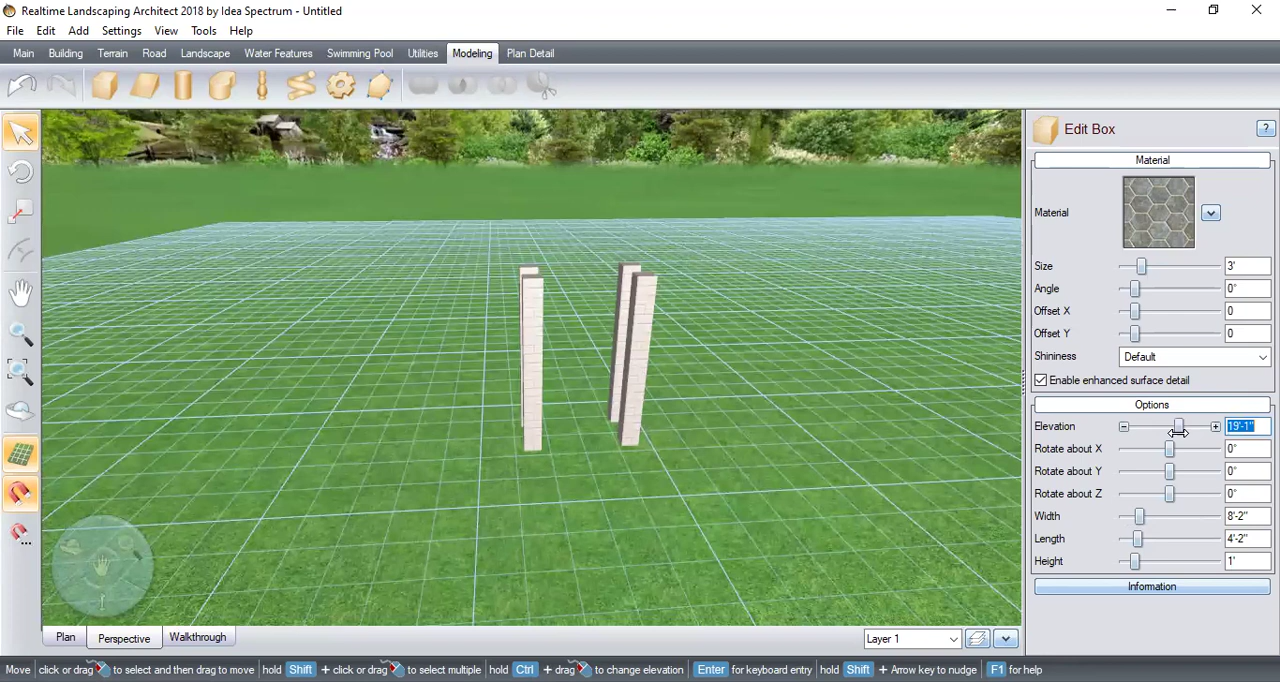 Realtime Landscaping Architect 2018 by Idea Spectrum - Untitled
File Edit Add Settings View Tools Help
Main Building Terrain Road Landscape Water Features Swimming Pool Utilities Modeling Plan Detail
Edit Box ?
Material
Material
Size 3'
Angle 0°
Offset X 0
Offset Y 0
Shininess Default
Enable enhanced surface detail
Options
Elevation 19'-1"
Rotate about X 0°
Rotate about Y 0°
Rotate about Z 0°
Width 8'-2"
Length 4'-2"
Height 1'
Information
Plan Perspective Walkthrough Layer 1
Move click or drag to select and then drag to move hold Shift + click or drag to select multiple hold Ctrl + drag to change elevation Enter for keyboard entry hold Shift + Arrow key to nudge F1 for help